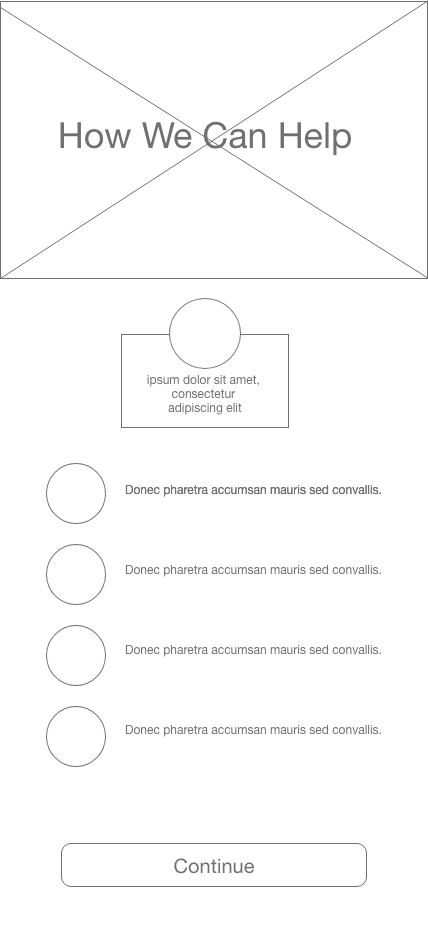 How We Can Help
ipsum dolor sit amet,
consectetur
adipiscing elit
Donec pharetra accumsan mauris sed convallis.
Donec pharetra accumsan mauris sed convallis.
Donec pharetra accumsan mauris sed convallis.
Donec pharetra accumsan mauris sed convallis.
Continue